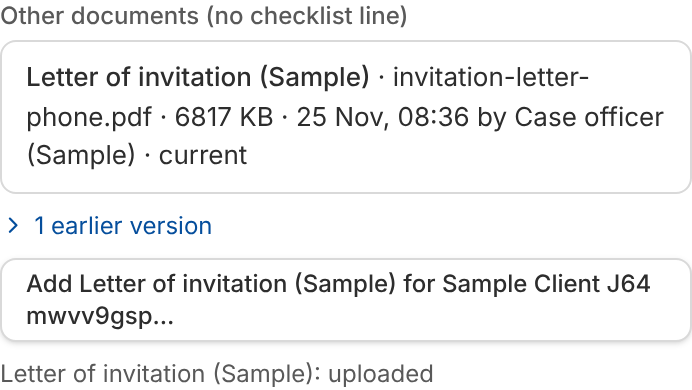 Other documents (no checklist line)
Letter of invitation (Sample) · invitation-letter-
phone.pdf · 6817 KB · 25 Nov, 08:36 by Case officer
(Sample) · current
1 earlier version
Add Letter of invitation (Sample) for Sample Client J64
mwvv9gsp...
Letter of invitation (Sample): uploaded